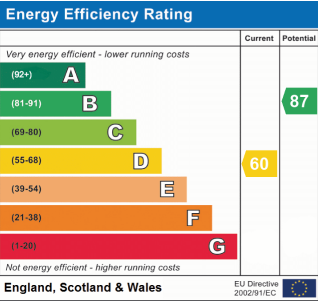 Energy Efficiency Rating
Current Potential
Very energy efficient - lower running costs
(92+) A
(81-91) B
87
(69-80) C
(55-68) D
60
(39-54) E
(21-38) F
(1-20) G
Not energy efficient - higher running costs
England, Scotland & Wales
EU Directive
2002/91/EC